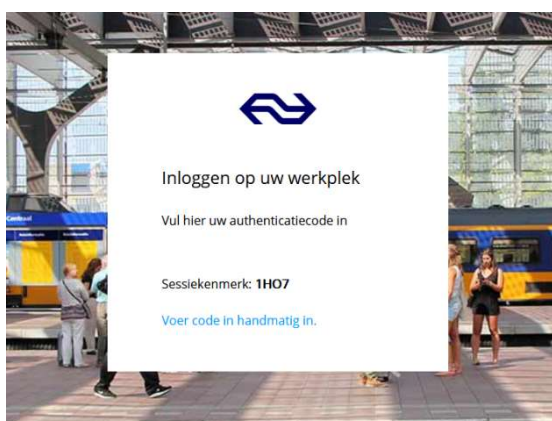 Inloggen op uw werkplek
Vul hier uw authenticatiecode in
Sessiekenmerk: 1HO7
Voer code in handmatig in.